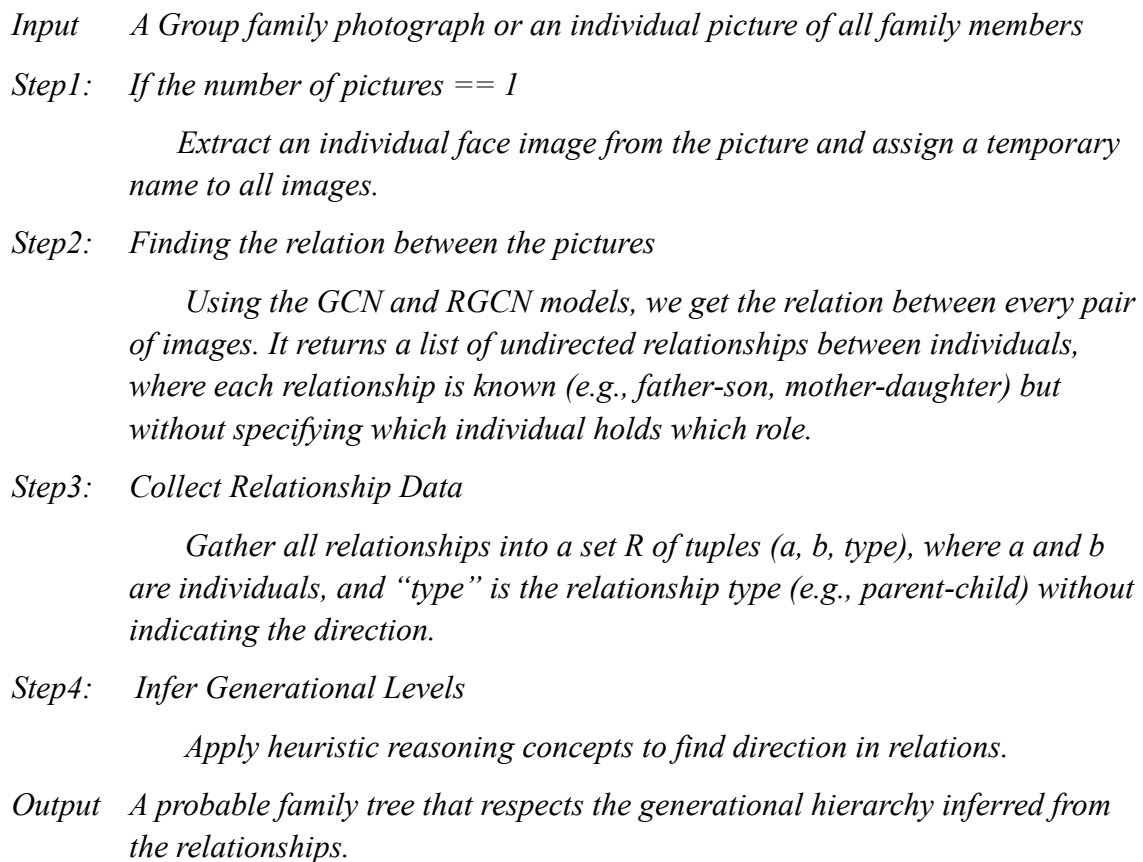 Input A Group family photograph or an individual picture of all family members
Step1: If the number of pictures == 1
Extract an individual face image from the picture and assign a temporary
name to all images.
Step2: Finding the relation between the pictures
Using the GCN and RGCN models, we get the relation between every pair
of images. It returns a list of undirected relationships between individuals,
where each relationship is known (e.g., father-son, mother-daughter) but
without specifying which individual holds which role.
Step3: Collect Relationship Data
Gather all relationships into a set R of tuples (a, b, type), where a and b
are individuals, and “type” is the relationship type (e.g., parent-child) without
indicating the direction.
Step4: Infer Generational Levels
Apply heuristic reasoning concepts to find direction in relations.
Output A probable family tree that respects the generational hierarchy inferred from
the relationships.